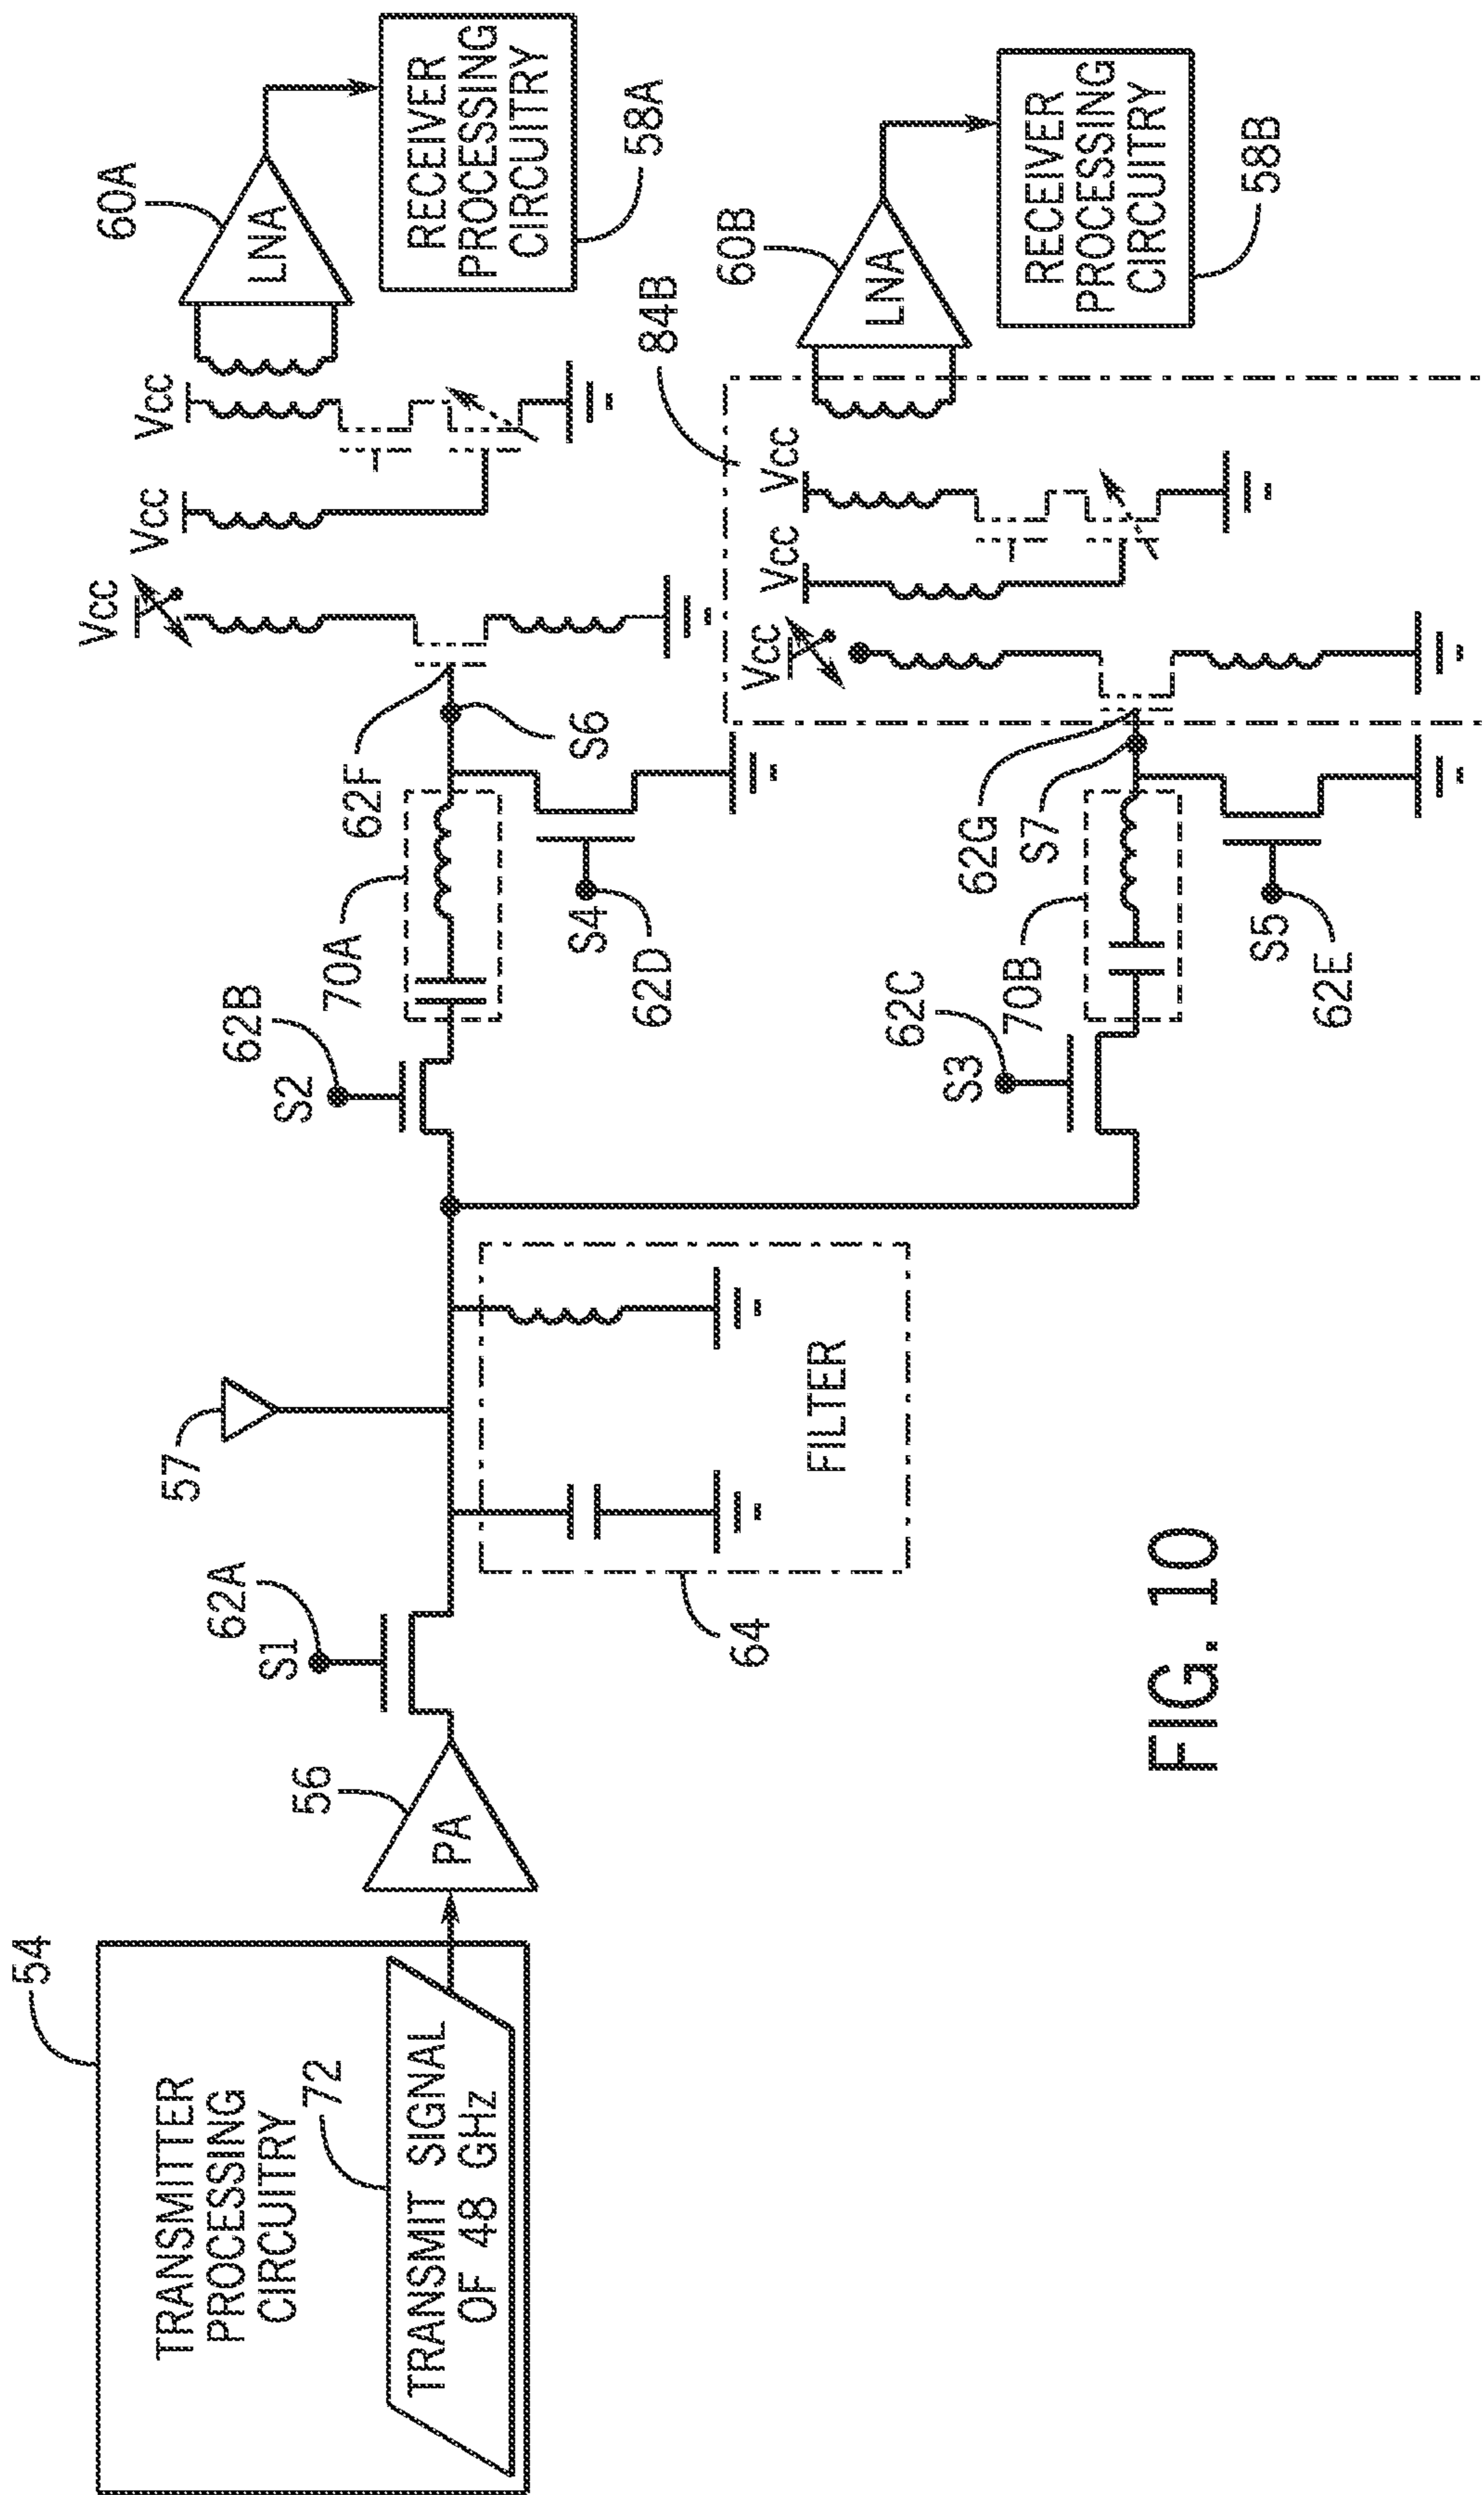 54
TRANSMITTER
PROCESSING
CIRCUITRY
72
TRANSMIT SIGNAL
OF 48 GHz
56
PA
62A
S1
57
64
FILTER
62B
S2
70A
62F
S6
S4
62D
Vcc
Vcc
Vcc
60A
LNA
RECEIVER
PROCESSING
CIRCUITRY
58A
62C
S3
70B
62G
S7
S5
62E
84B
Vcc
Vcc
Vcc
60B
LNA
RECEIVER
PROCESSING
CIRCUITRY
58B
FIG. 10